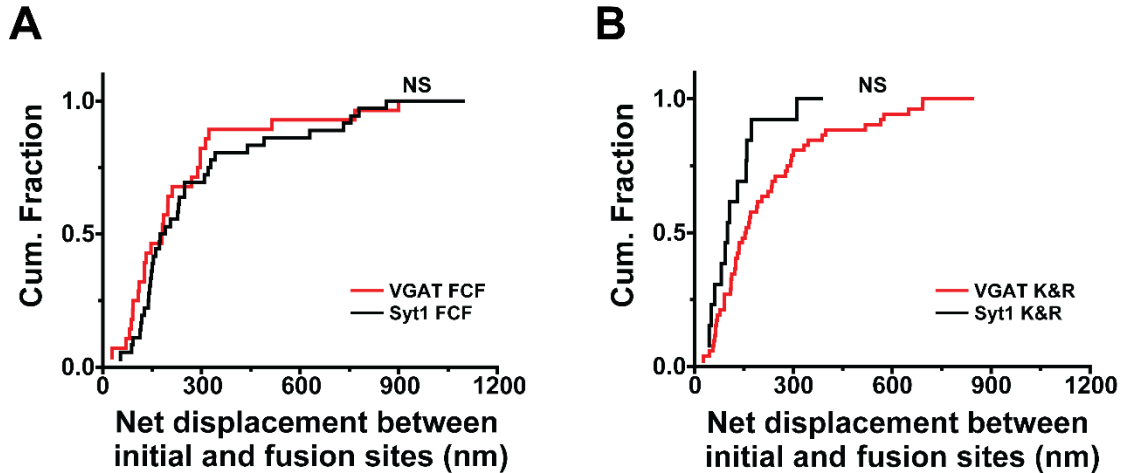 A
NS
1.0
0.5
0.0
Cum. Fraction
VGAT FCF
Syt1 FCF
0 300 600 900 1200
Net displacement between
initial and fusion sites (nm)
B
NS
1.0
0.5
0.0
Cum. Fraction
VGAT K&R
Syt1 K&R
0 300 600 900 1200
Net displacement between
initial and fusion sites (nm)